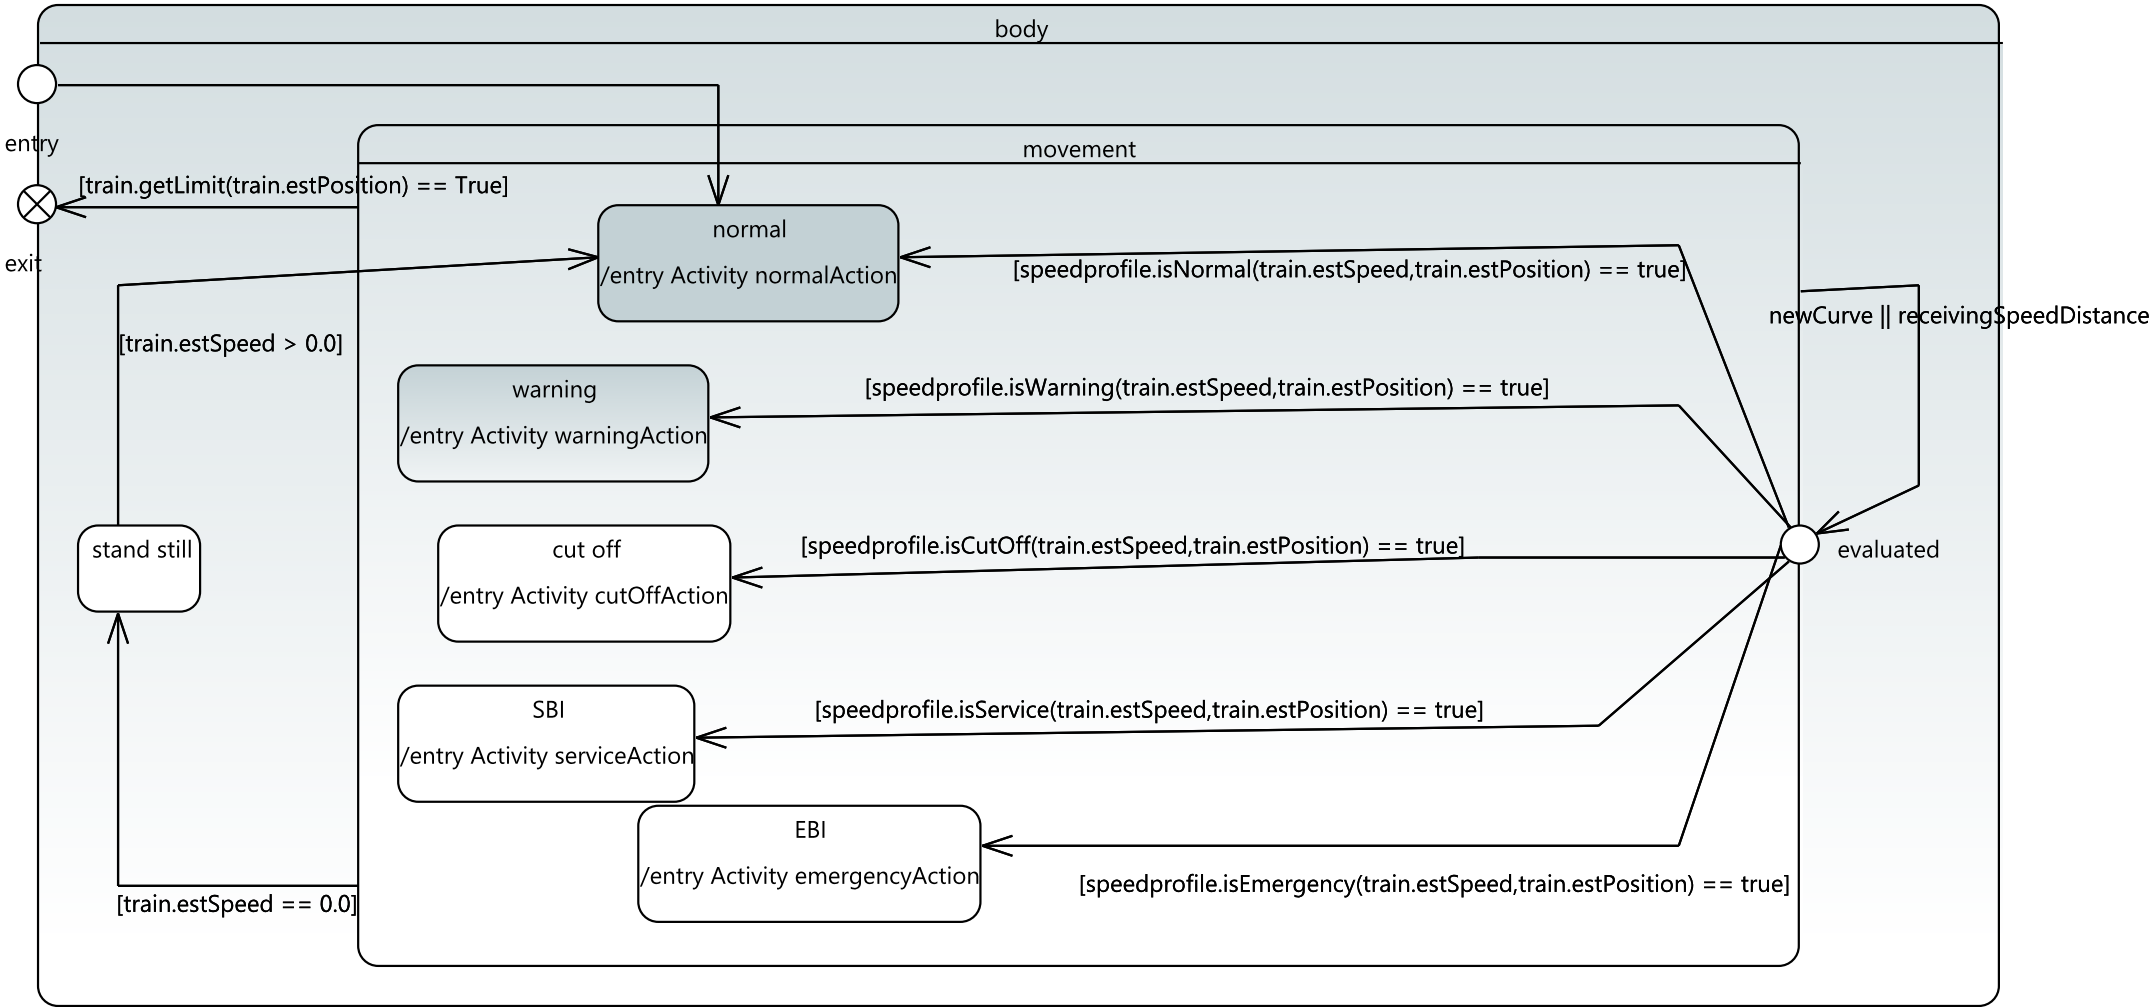 body
entry
movement
[train.getLimit(train.estPosition) == True]
normal
/entry Activity normalAction
exit
[speedprofile.isNormal(train.estSpeed,train.estPosition) == true]
newCurve || receivingSpeedDistance
[train.estSpeed > 0.0]
warning
/entry Activity warningAction
[speedprofile.isWarning(train.estSpeed,train.estPosition) == true]
stand still
cut off
/entry Activity cutOffAction
[speedprofile.isCutOff(train.estSpeed,train.estPosition) == true]
evaluated
SBI
/entry Activity serviceAction
[speedprofile.isService(train.estSpeed,train.estPosition) == true]
EBI
/entry Activity emergencyAction
[speedprofile.isEmergency(train.estSpeed,train.estPosition) == true]
[train.estSpeed == 0.0]